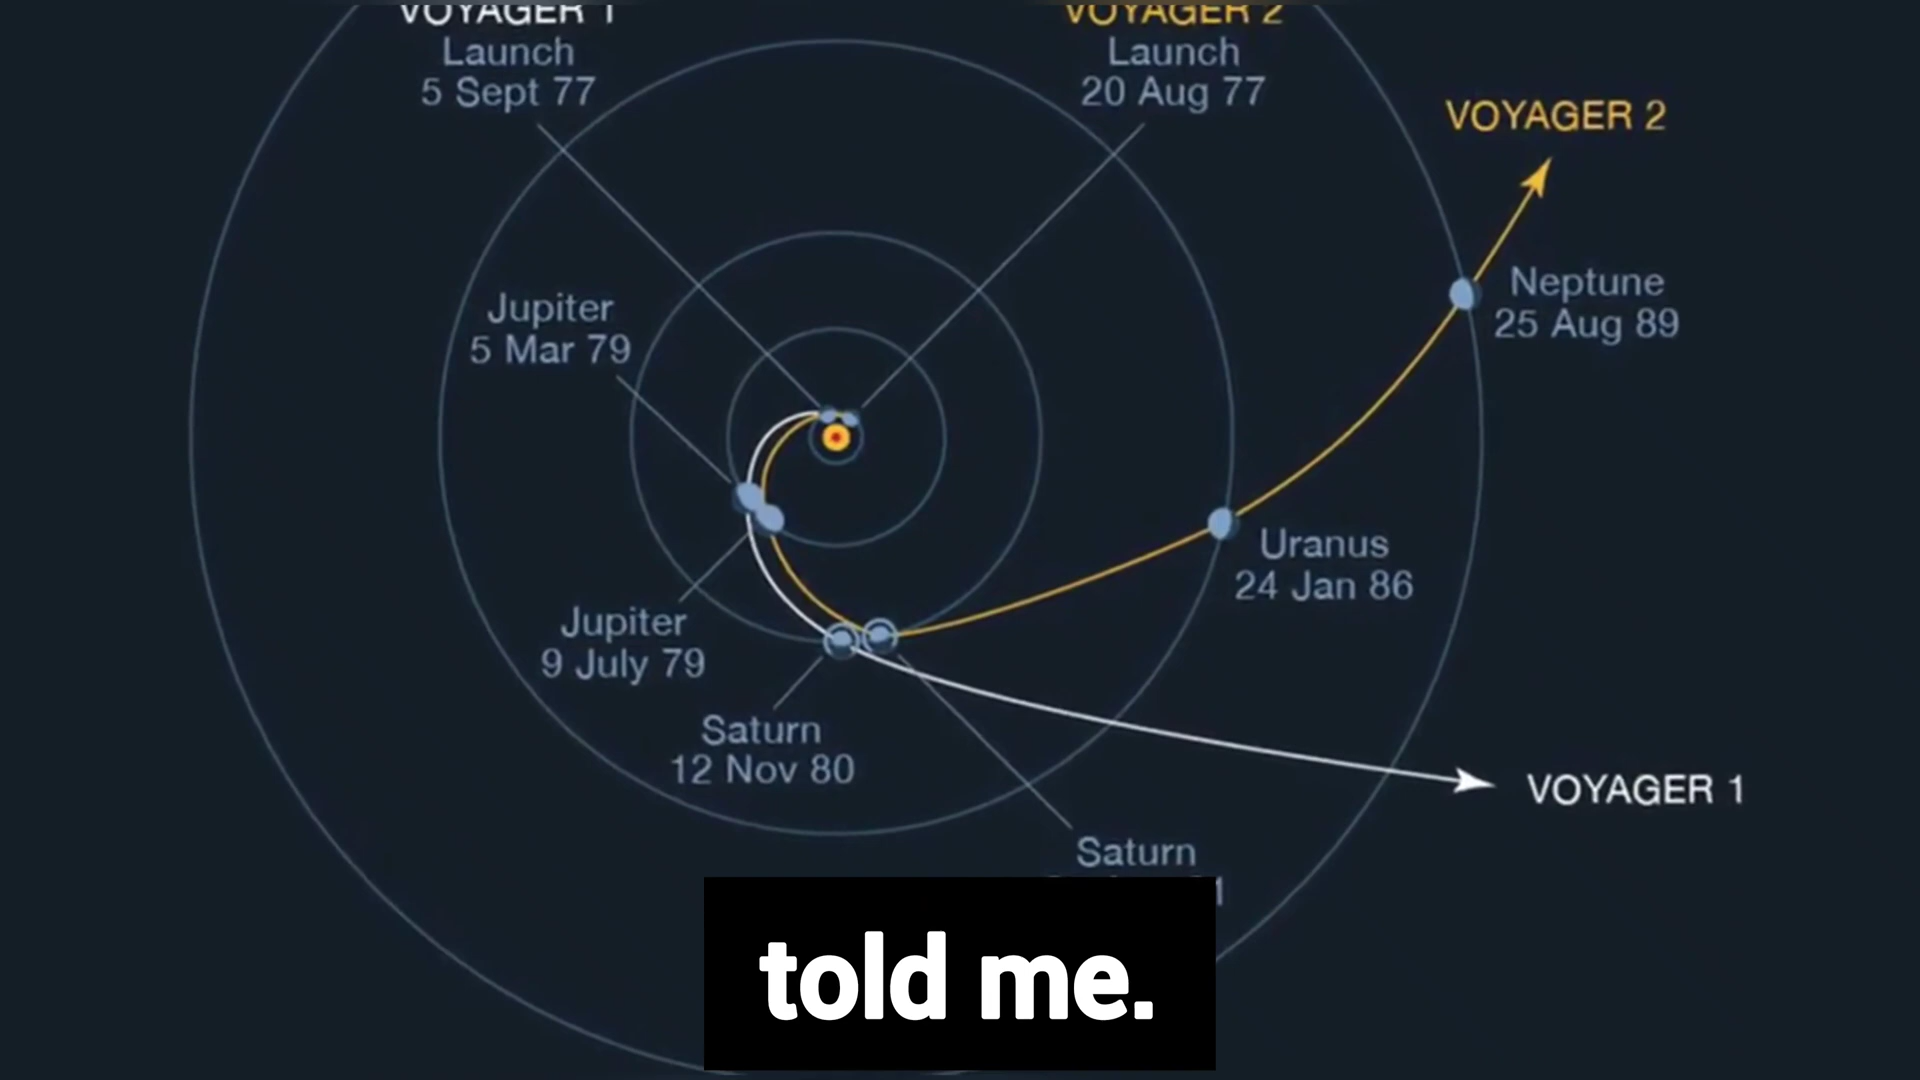 VOYAGER 1
Launch
5 Sept 77
VOYAGER 2
Launch
20 Aug 77
VOYAGER 2
Jupiter
5 Mar 79
Neptune
25 Aug 89
Uranus
24 Jan 86
Jupiter
9 July 79
Saturn
12 Nov 80
VOYAGER 1
Saturn
told me.